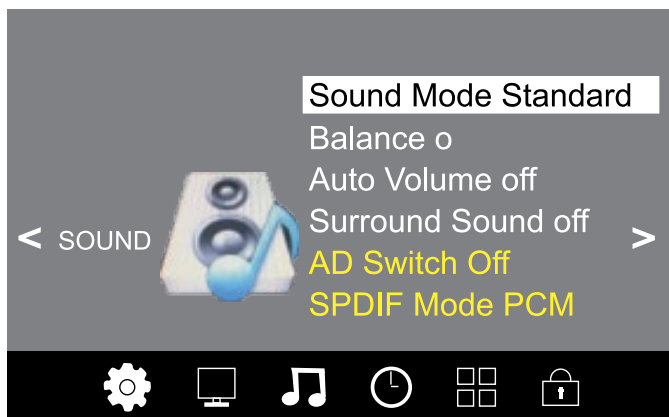 Sound Mode Standard
Balance o
Auto Volume off
Surround Sound off
< SOUND >
AD Switch Off
SPDIF Mode PCM